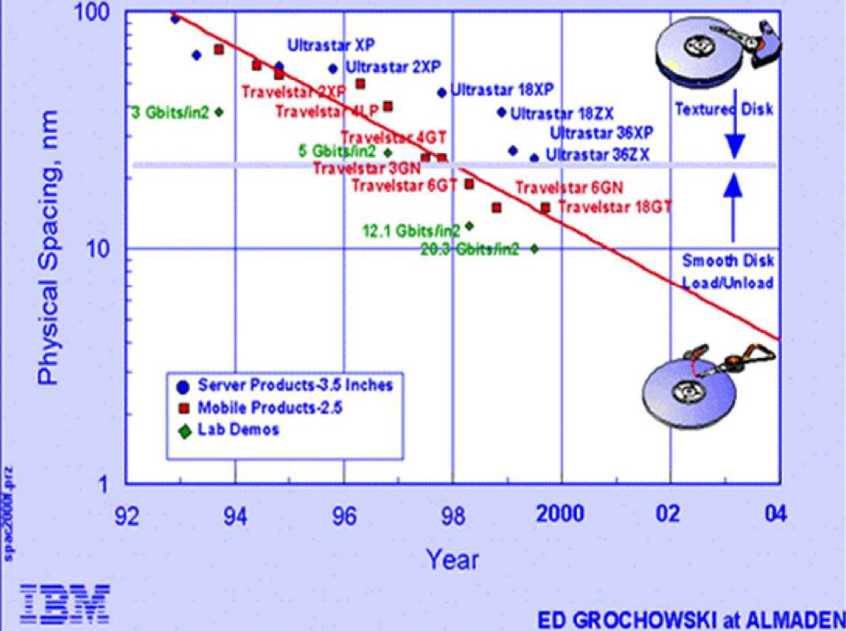 100
Ultrastar XP
Ultrastar 2XP
Travelstar 2XP
Ultrastar 18XP
3 Gbits/in2
Travelstar 4LP
Ultrastar 18ZX
Textured Disk
Ultrastar 36XP
Travelstar 4GT
5 Gbits/in2
Ultrastar 36ZX
Travelstar 3GN
Travelstar 6GT
Travelstar 6GN
Travelstar 18GT
12.1 Gbits/in2
10
20.3 Gbits/in2
Smooth Disk
Load/Unload
Physical Spacing, nm
Server Products-3.5 Inches
Mobile Products-2.5
Lab Demos
1
92 94 96 98 2000 02 04
Year
spac2000f.prz
IBM
ED GROCHOWSKI at ALMADEN